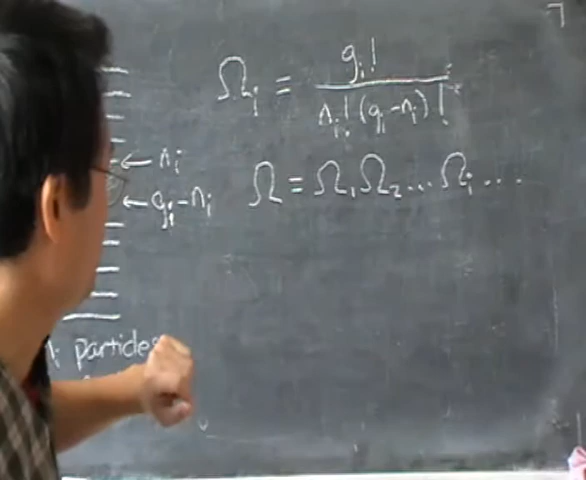 Ωᵢ = gᵢ! / nᵢ!(gᵢ-nᵢ)!
← nᵢ
← gᵢ-nᵢ
Ω = Ω₁Ω₂...Ωᵢ...
particles